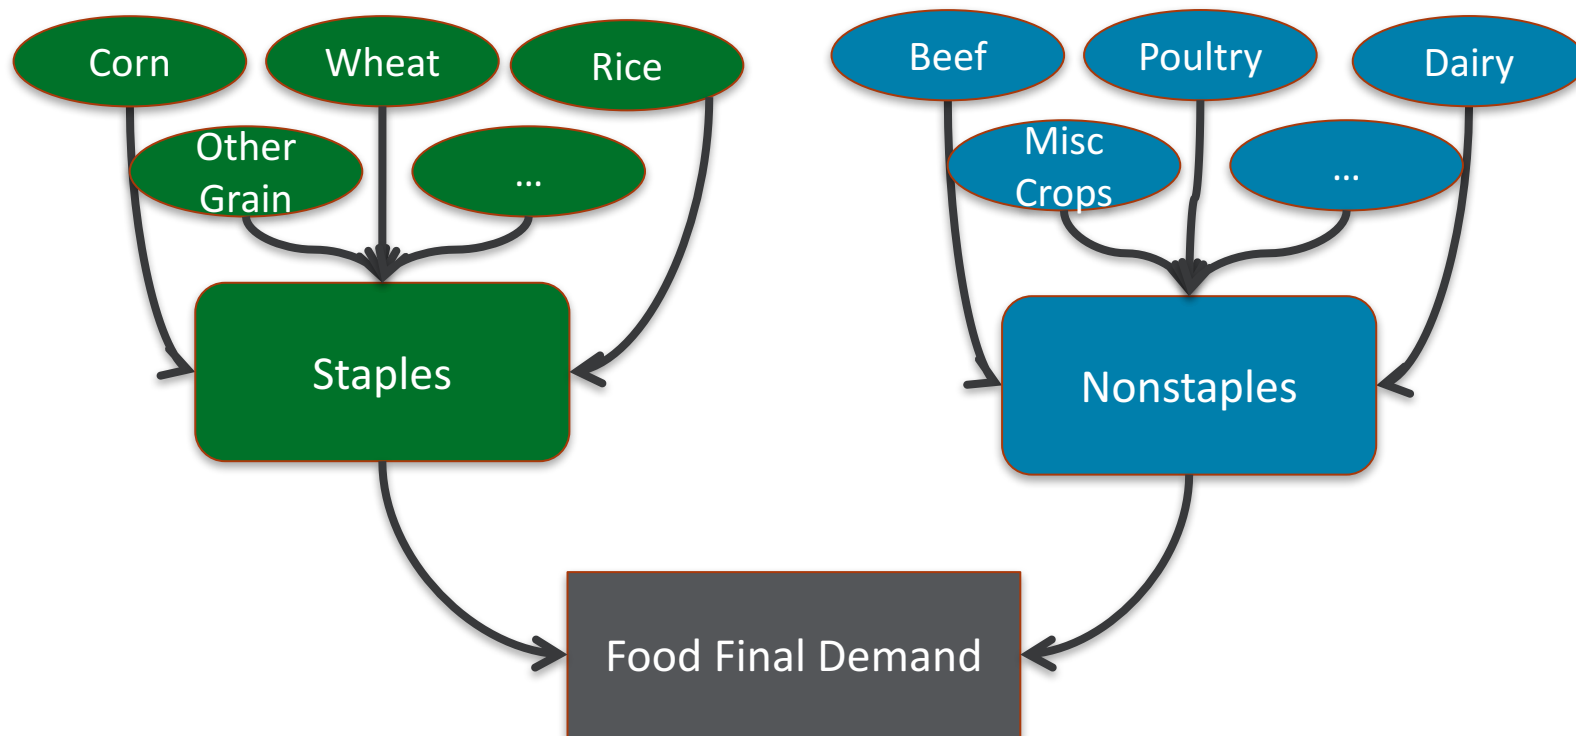 Corn
Wheat
Rice
Other
Grain
...
Staples
Beef
Poultry
Dairy
Misc
Crops
...
Nonstaples
Food Final Demand